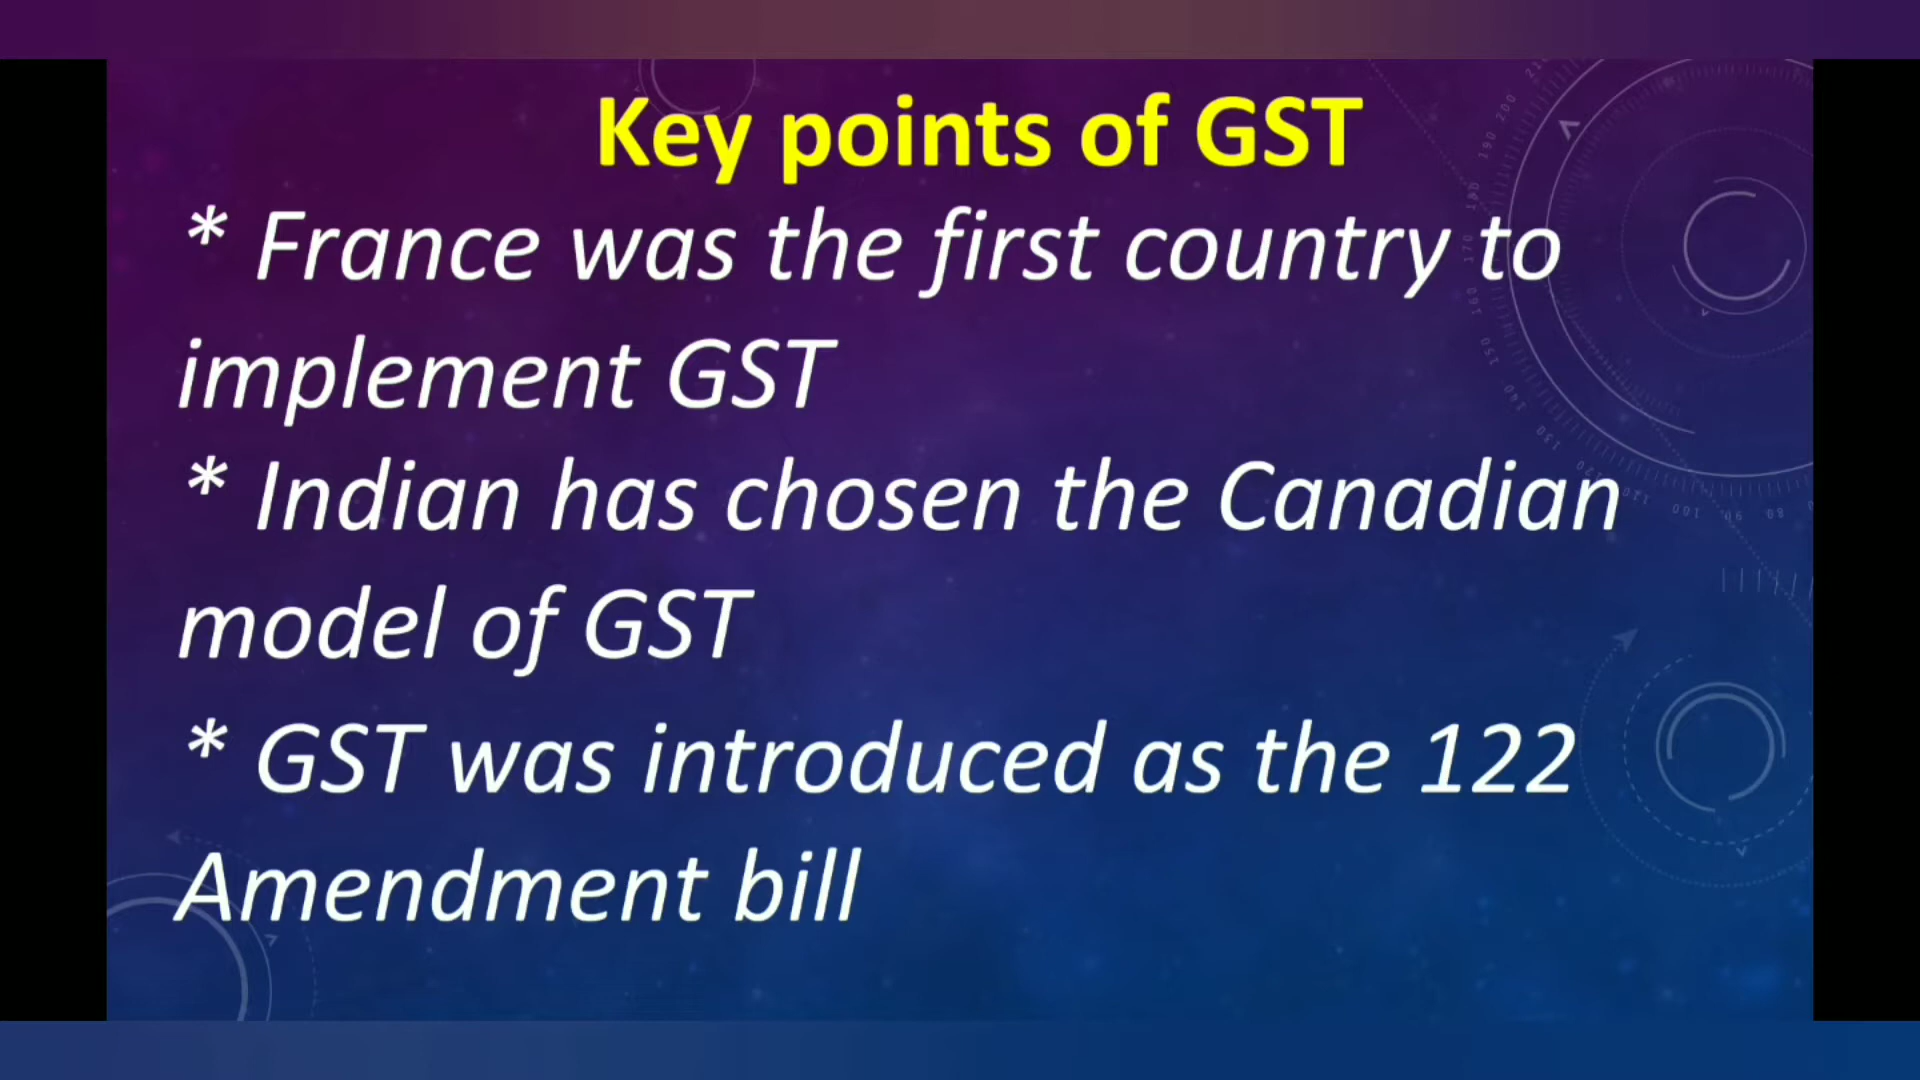 Key points of GST
* France was the first country to
implement GST
* Indian has chosen the Canadian
model of GST
* GST was introduced as the 122
Amendment bill